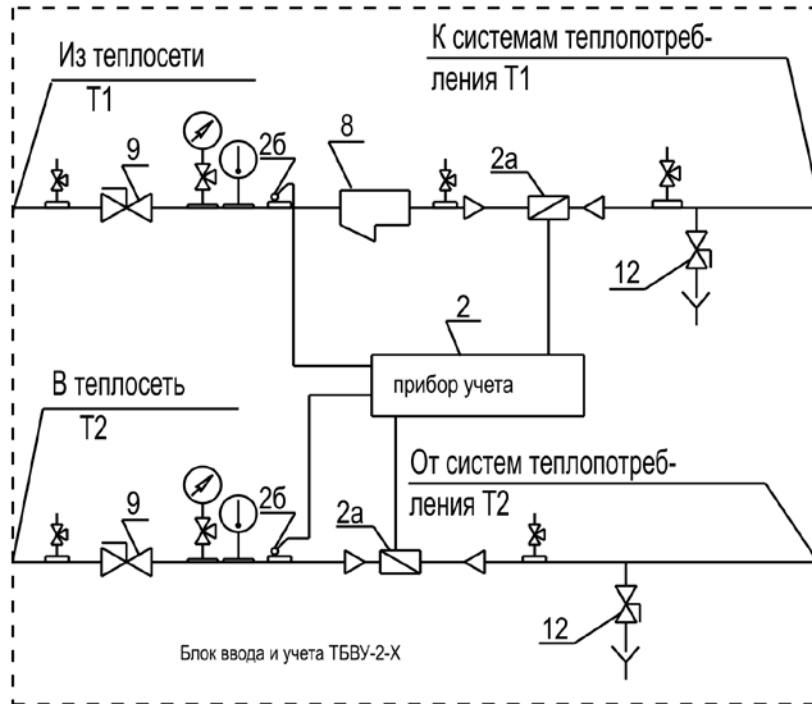 Из теплосети
Т1
К системам теплопотреб-
ления Т1
9
2б
8
2а
12
2
прибор учета
В теплосеть
Т2
От систем теплопотреб-
ления Т2
9
2б
2а
12
Блок ввода и учета ТБВУ-2-Х